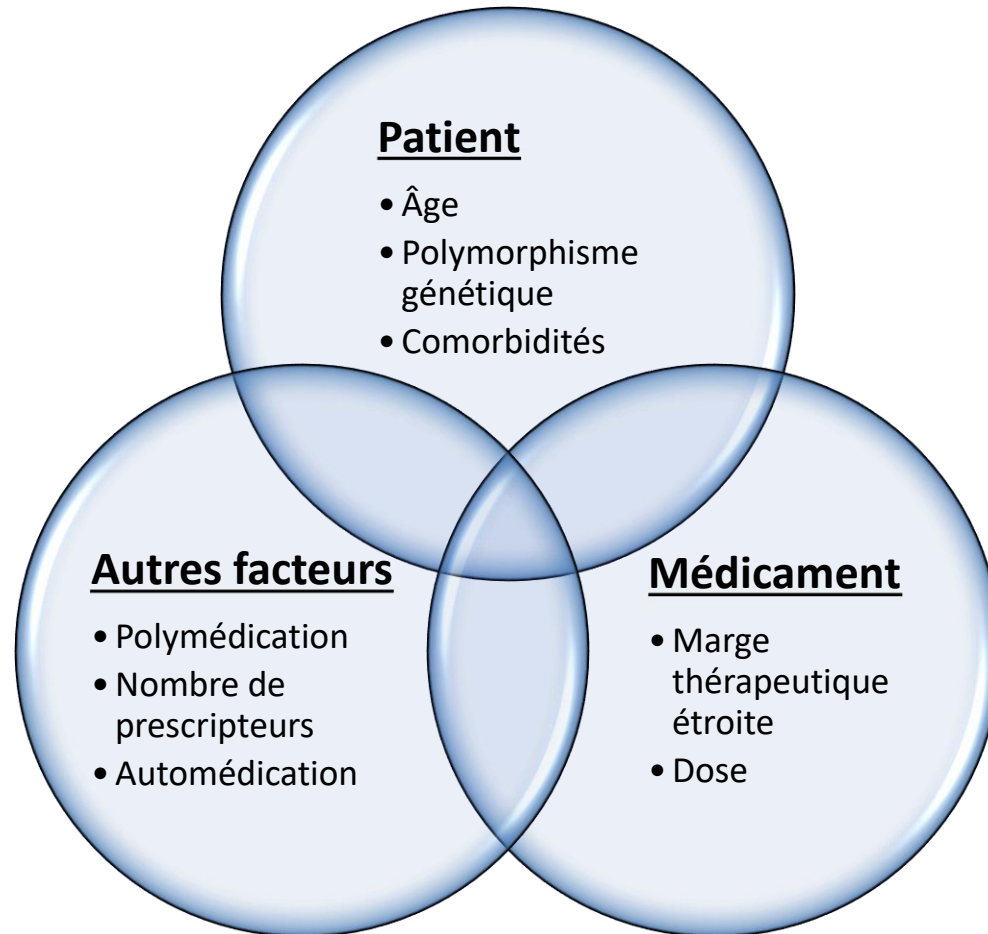 Patient
• Âge
• Polymorphisme
génétique
• Comorbidités
Autres facteurs
• Polymédication
• Nombre de
prescripteurs
• Automédication
Médicament
• Marge
thérapeutique
étroite
• Dose